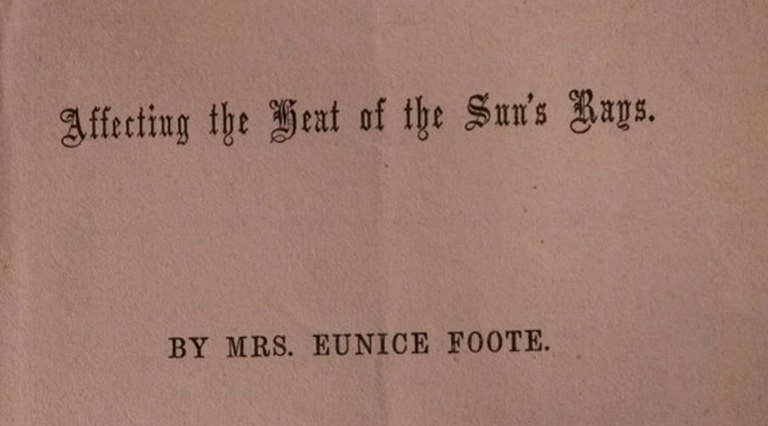 Affecting the Heat of the Sun's Rays.
BY MRS. EUNICE FOOTE.